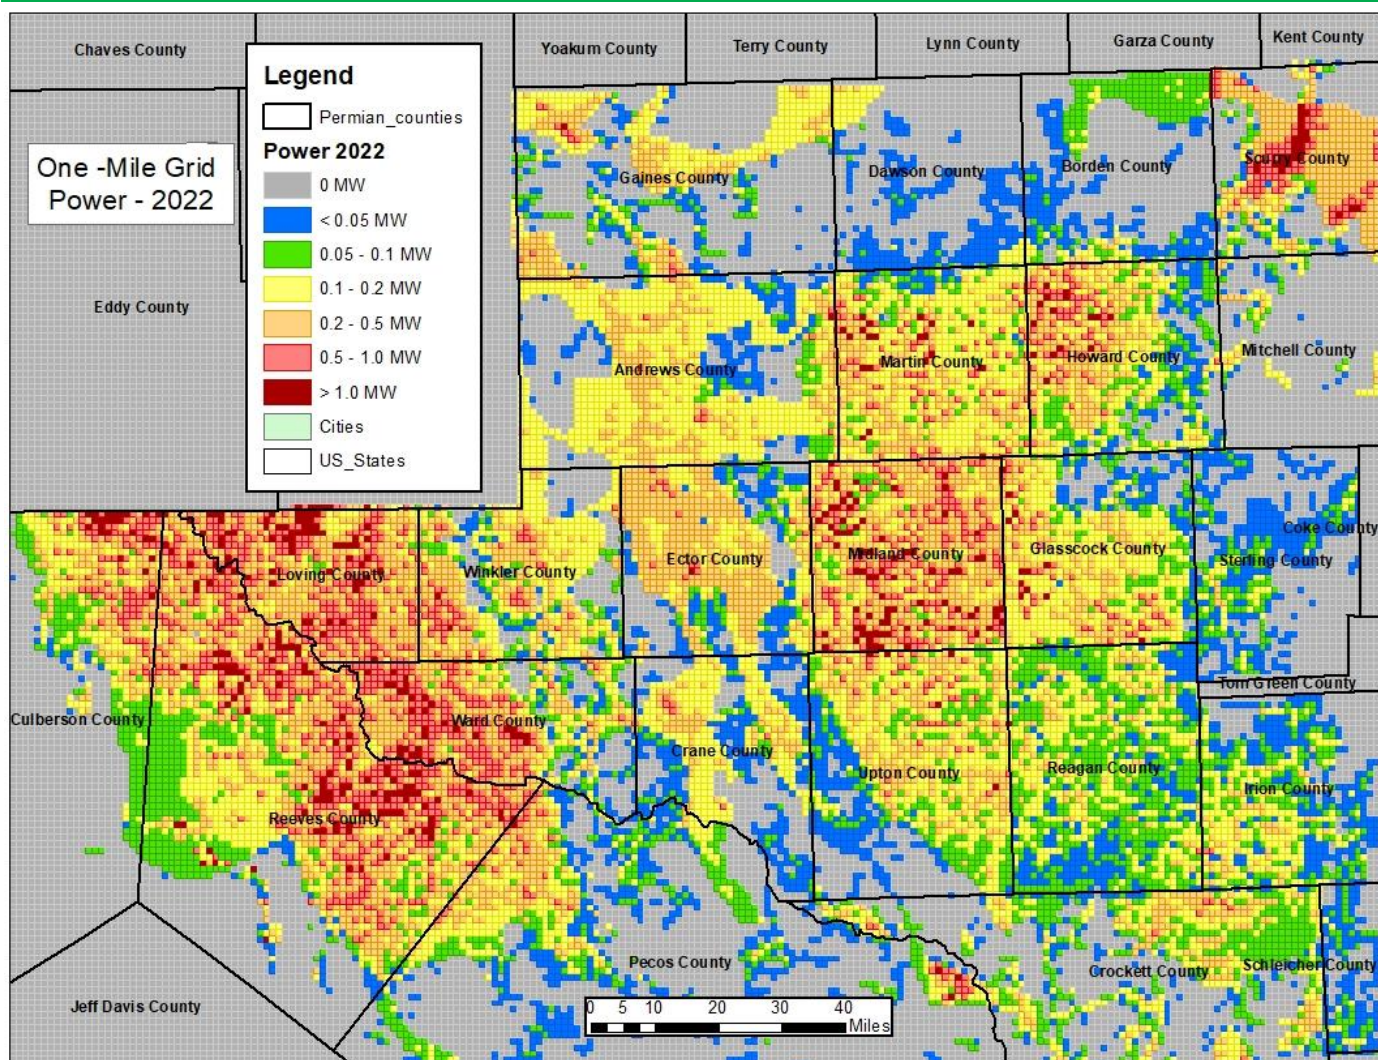 Chaves County
Yoakum County
Terry County
Lynn County
Garza County
Kent County
Legend
Permian_counties
Power 2022
0 MW
< 0.05 MW
0.05 - 0.1 MW
0.1 - 0.2 MW
0.2 - 0.5 MW
0.5 - 1.0 MW
> 1.0 MW
Cities
US_States
One -Mile Grid
Power - 2022
Gaines County
Dawson County
Borden County
Scurry County
Eddy County
Andrews County
Martin County
Howard County
Mitchell County
Loving County
Winkler County
Ector County
Midland County
Glasscock County
Coke County
Sterling County
Tom Green County
Culberson County
Ward County
Crane County
Upton County
Reagan County
Irion County
Reeves County
Pecos County
Crockett County
Schleicher County
Jeff Davis County
0 5 10 20 30 40
Miles